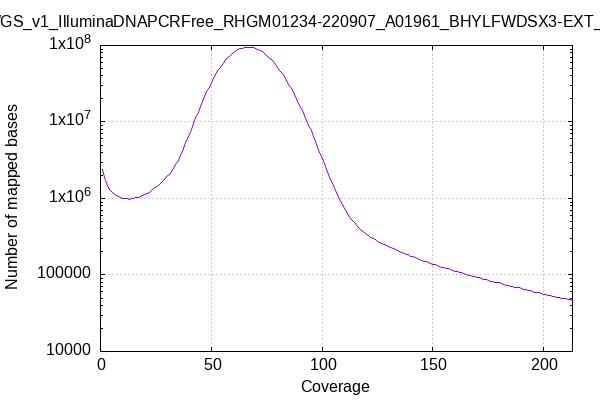 /GS_v1_IlluminaDNAPCRFree_RHGM01234-220907_A01961_BHYLFWDSX3-EXT_
1x10^8
1x10^7
1x10^6
100000
10000
Number of mapped bases
0 50 100 150 200
Coverage